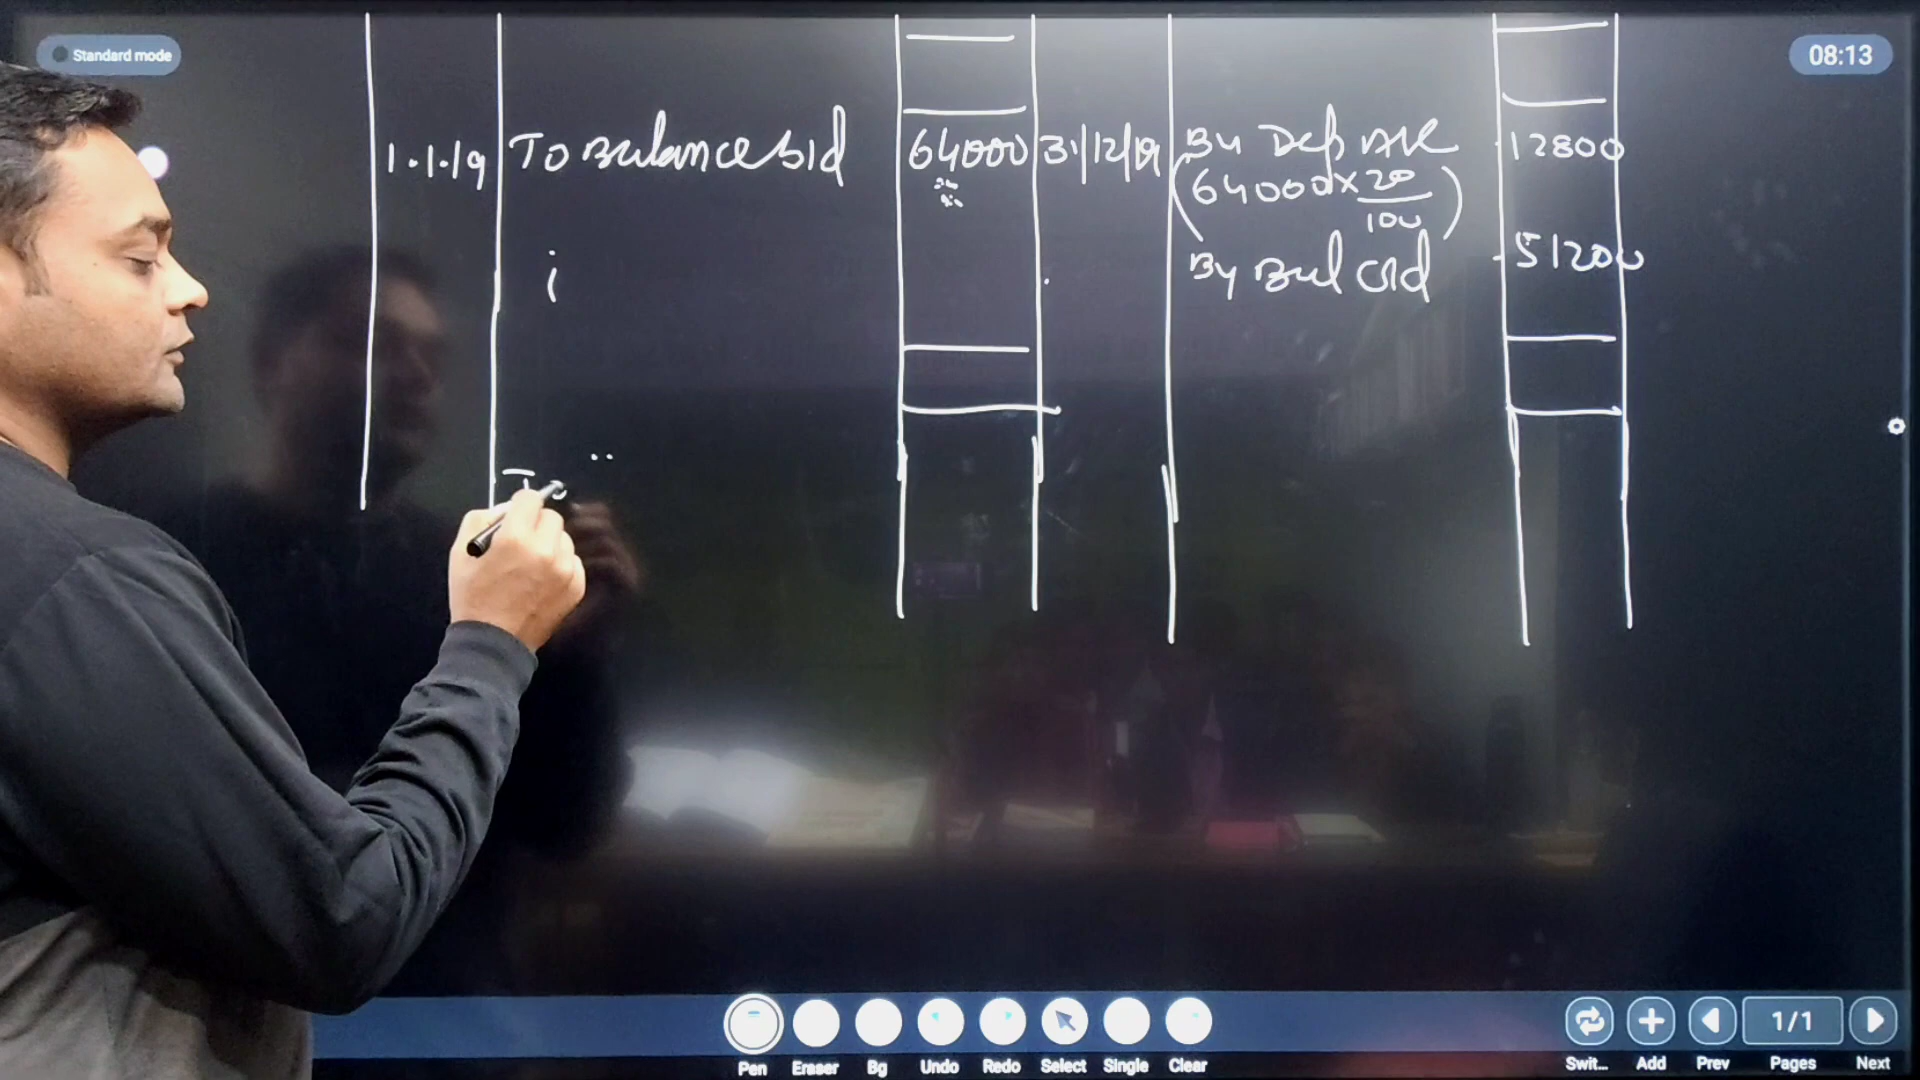 Standard mode
08:13
1.1.19 To Balance b/d 64000 31/12/19 By Dep A/c 12800
(64000 x 20/100)
By Bal C/d 51200
To
Pen Eraser Bg Undo Redo Select Single Clear Swit... Add Prev 1/1 Pages Next